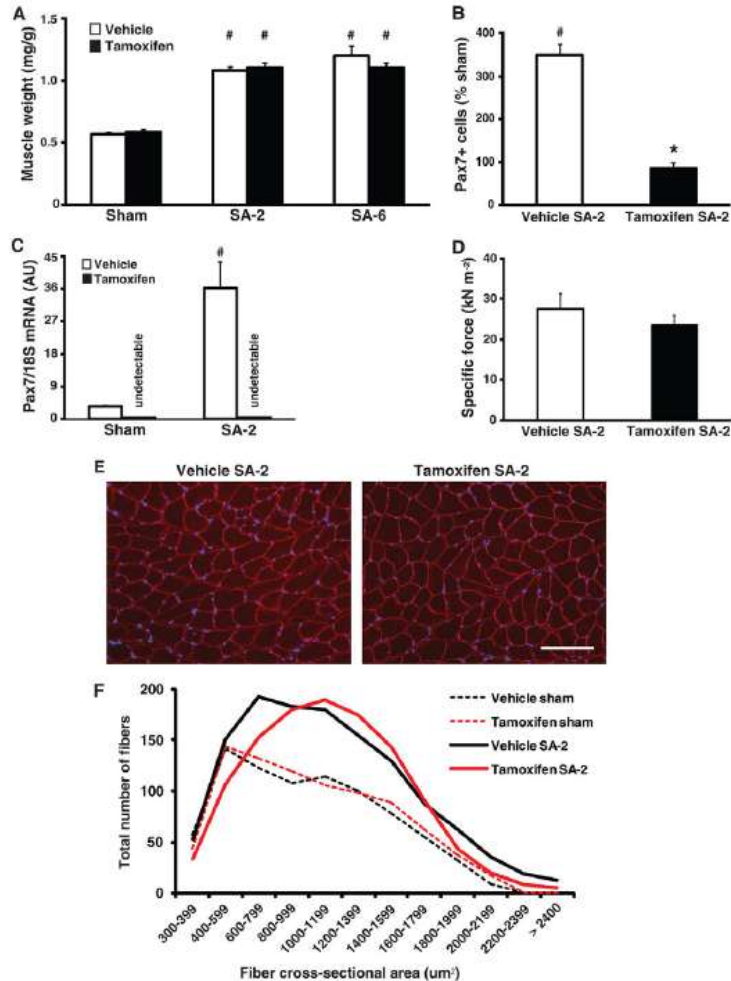 A
Muscle weight (mg/g)
1.5
1.0
0.5
0
Vehicle
Tamoxifen
# # # #
Sham SA-2 SA-6
B
Pax7+ cells (% sham)
400
300
200
100
0
#
*
Vehicle SA-2 Tamoxifen SA-2
C
Pax7/18S mRNA (AU)
45
36
27
18
9
0
Vehicle
Tamoxifen
#
undetectable
undetectable
Sham SA-2
D
Specific force (kN m-2)
40
30
20
10
0
Vehicle SA-2 Tamoxifen SA-2
E
Vehicle SA-2 Tamoxifen SA-2
F
Total number of fibers
200
150
100
50
0
Vehicle sham
Tamoxifen sham
Vehicle SA-2
Tamoxifen SA-2
300-399 400-599 600-799 800-999 1000-1199 1200-1399 1400-1599 1600-1799 1800-1999 2000-2199 2200-2399 > 2400
Fiber cross-sectional area (um²)